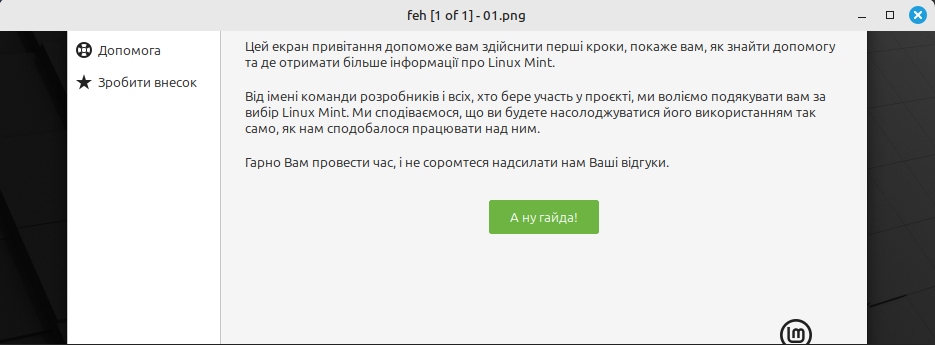 feh [1 of 1] - 01.png
Допомога
Зробити внесок
Цей екран привітання допоможе вам здійснити перші кроки, покаже вам, як знайти допомогу
та де отримати більше інформації про Linux Mint.
Від імені команди розробників і всіх, хто бере участь у проєкті, ми воліємо подякувати вам за
вибір Linux Mint. Ми сподіваємося, що ви будете насолоджуватися його використанням так
само, як нам сподобалося працювати над ним.
Гарно Вам провести час, і не соромтеся надсилати нам Ваші відгуки.
А ну гайда!